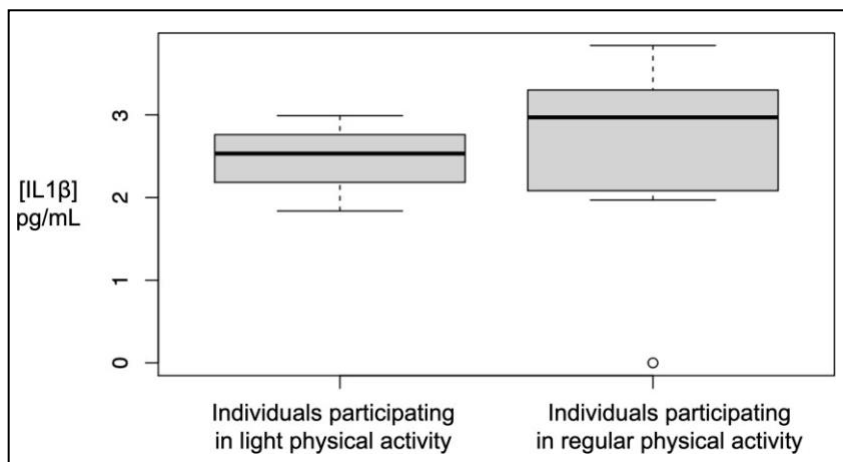 [IL1β]
pg/mL
3
2
1
0
Individuals participating
in light physical activity
Individuals participating
in regular physical activity